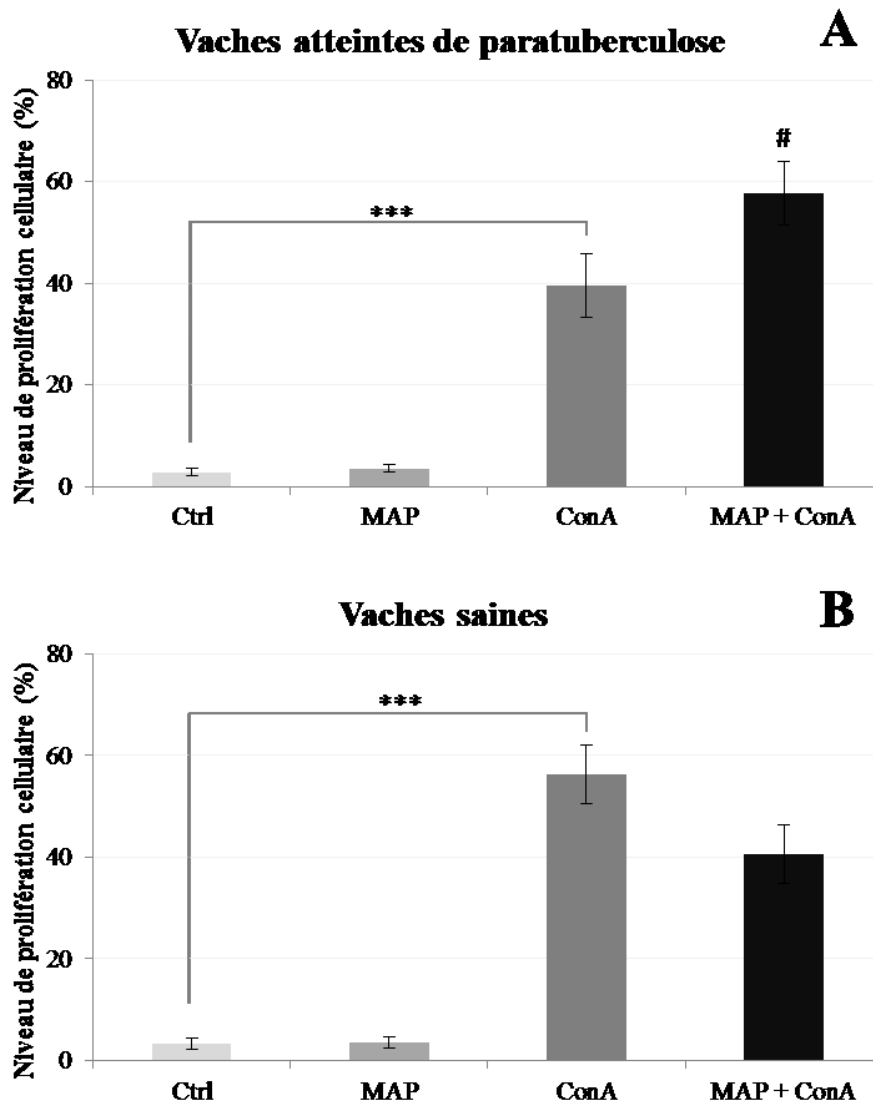 Vaches atteintes de paratuberculose
A
Niveau de prolifération cellulaire (%)
80
60
40
20
0
***
#
Ctrl MAP ConA MAP + ConA
Vaches saines
B
Niveau de prolifération cellulaire (%)
80
60
40
20
0
***
Ctrl MAP ConA MAP + ConA